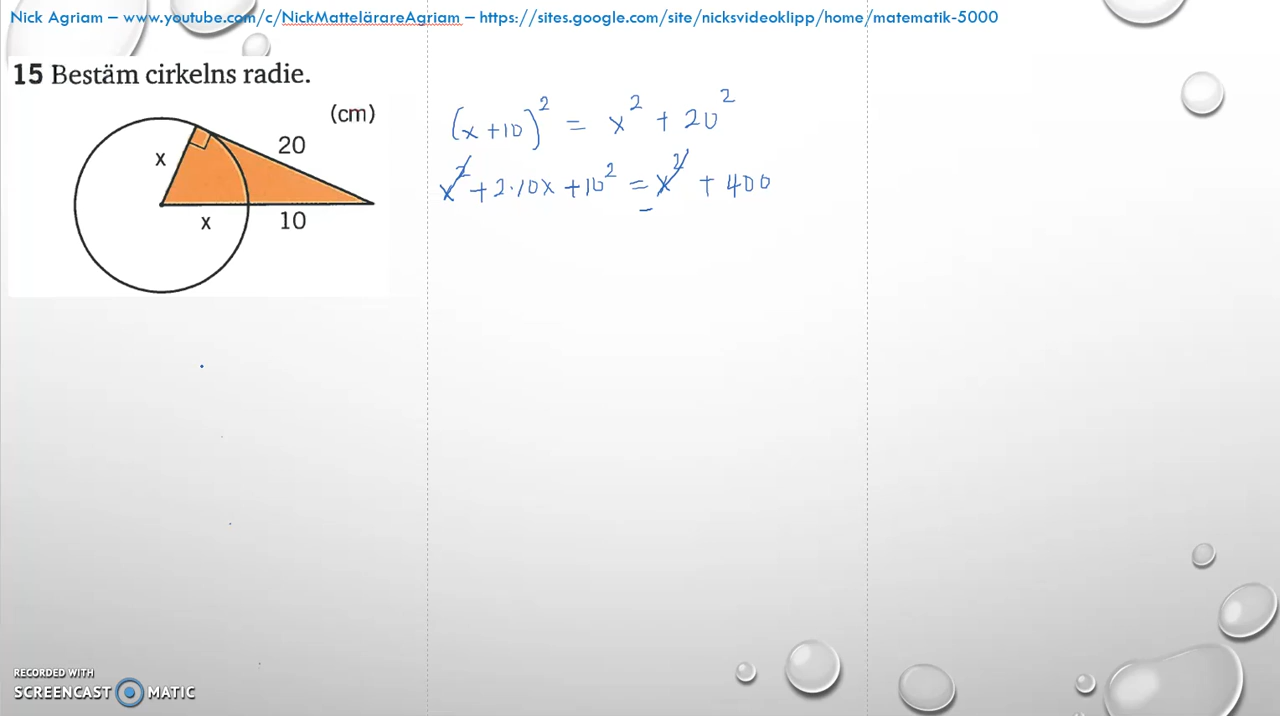 Nick Agriam – www.youtube.com/c/NickMattelärareAgriam – https://sites.google.com/site/nicksvideoklipp/home/matematik-5000
15 Bestäm cirkelns radie.
(cm)
20
x
x
10
(x+10)² = x² + 20²
x² + 2·10x + 10² = x² + 400
RECORDED WITH
SCREENCAST MATIC